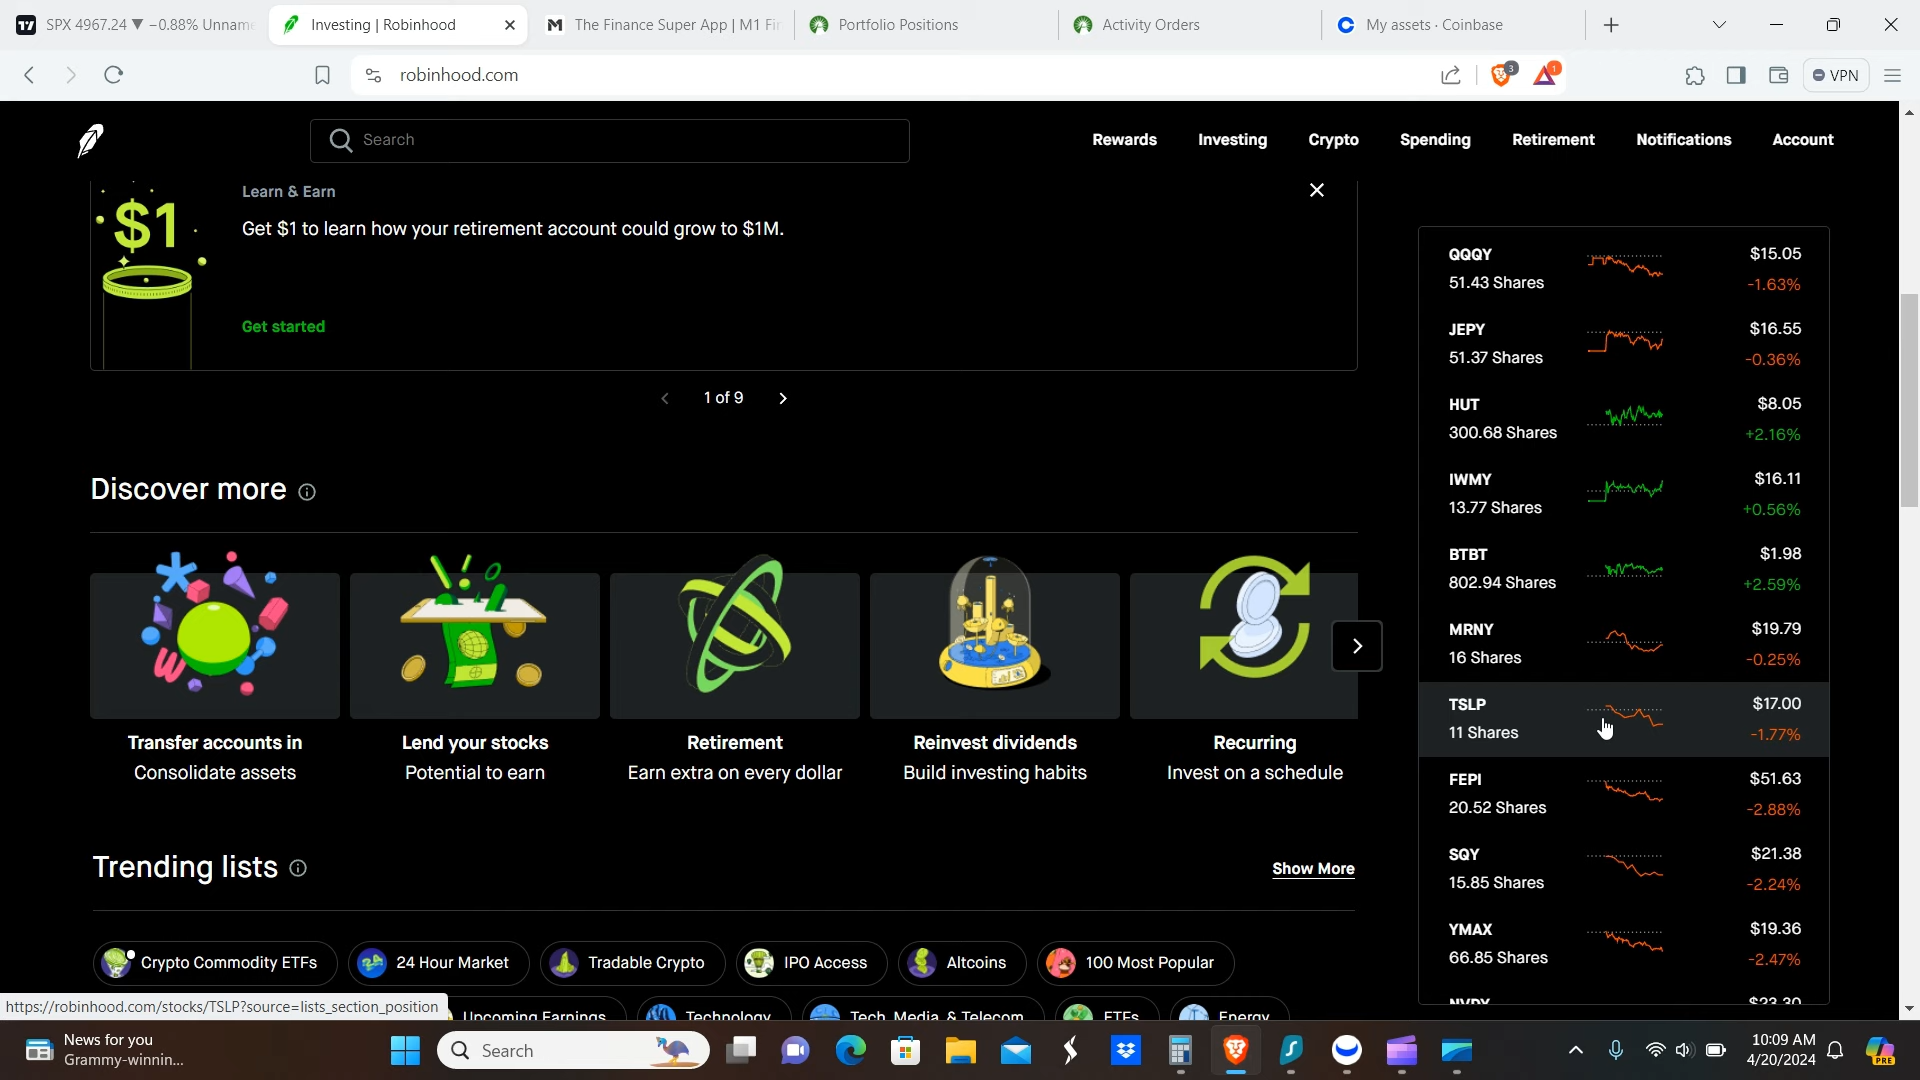 SPX 4967.24 ▼ −0.88% Unname
Investing | Robinhood
The Finance Super App | M1 Fin
Portfolio Positions
Activity Orders
My assets · Coinbase
robinhood.com
3
1
VPN
Search
Rewards
Investing
Crypto
Spending
Retirement
Notifications
Account
$1
Learn & Earn
Get $1 to learn how your retirement account could grow to $1M.
Get started
1 of 9
Discover more
Transfer accounts in
Consolidate assets
Lend your stocks
Potential to earn
Retirement
Earn extra on every dollar
Reinvest dividends
Build investing habits
Recurring
Invest on a schedule
Trending lists
Show More
Crypto Commodity ETFs
24 Hour Market
Tradable Crypto
IPO Access
Altcoins
100 Most Popular
Upcoming Earnings
Technology
Tech, Media, & Telecom
ETFs
Energy
QQQY $15.05
51.43 Shares -1.63%
JEPY $16.55
51.37 Shares -0.36%
HUT $8.05
300.68 Shares +2.16%
IWMY $16.11
13.77 Shares +0.56%
BTBT $1.98
802.94 Shares +2.59%
MRNY $19.79
16 Shares -0.25%
TSLP $17.00
11 Shares -1.77%
FEPI $51.63
20.52 Shares -2.88%
SQY $21.38
15.85 Shares -2.24%
YMAX $19.36
66.85 Shares -2.47%
NVDY $23.30
https://robinhood.com/stocks/TSLP?source=lists_section_position
News for you
Grammy-winnin...
Search
10:09 AM
4/20/2024
PRE